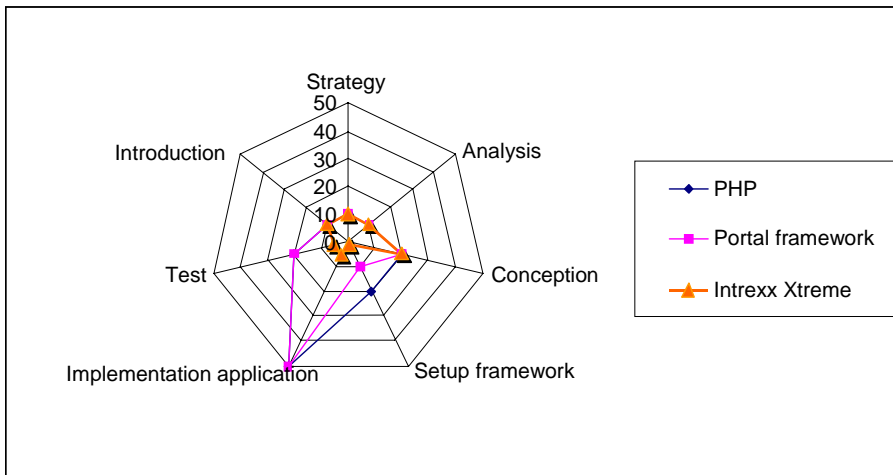 Strategy
50
40
30
20
10
0
Introduction
Analysis
Test
Conception
Implementation application
Setup framework
PHP
Portal framework
Intrexx Xtreme